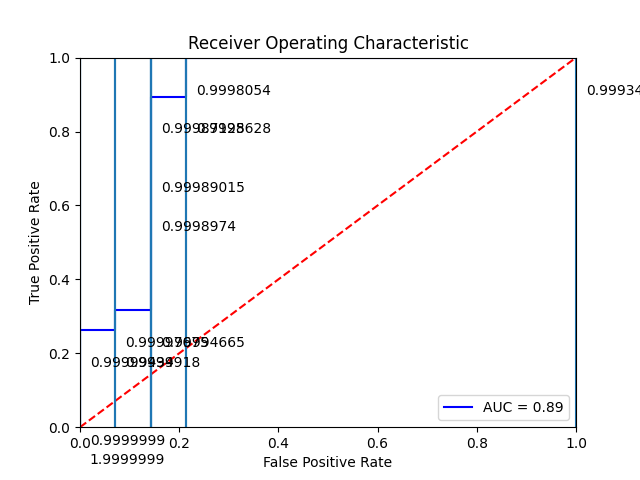 Receiver Operating Characteristic
1.0
0.9998054
0.99934
0.8
0.99989015
0.6
0.9998974
True Positive Rate
0.4
0.2
AUC = 0.89
0.0
0.0 0.2 0.4 0.6 0.8 1.0
0.9999999
False Positive Rate
1.9999999